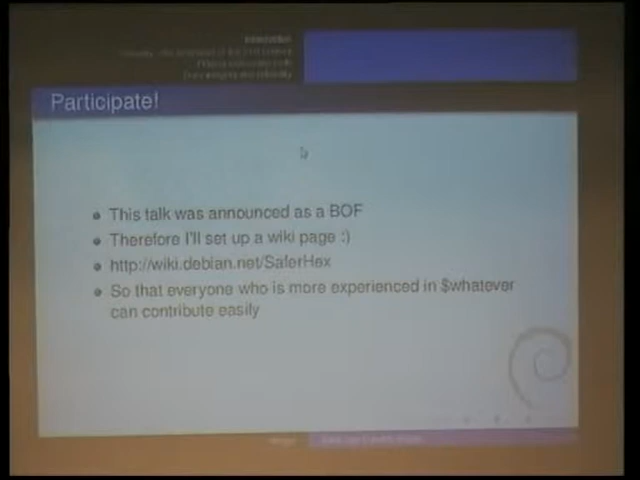 Participate!
This talk was announced as a BOF
Therefore I'll set up a wiki page :)
http://wiki.debian.net/SaferHex
So that everyone who is more experienced in $whatever
can contribute easily